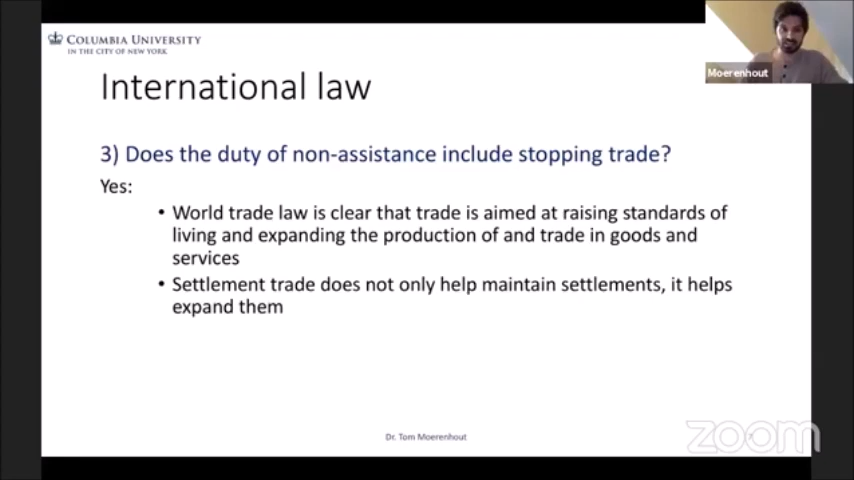 COLUMBIA UNIVERSITY
IN THE CITY OF NEW YORK
Moerenhout
International law
3) Does the duty of non-assistance include stopping trade?
Yes:
• World trade law is clear that trade is aimed at raising standards of
living and expanding the production of and trade in goods and
services
• Settlement trade does not only help maintain settlements, it helps
expand them
Dr. Tom Moerenhout
zoom